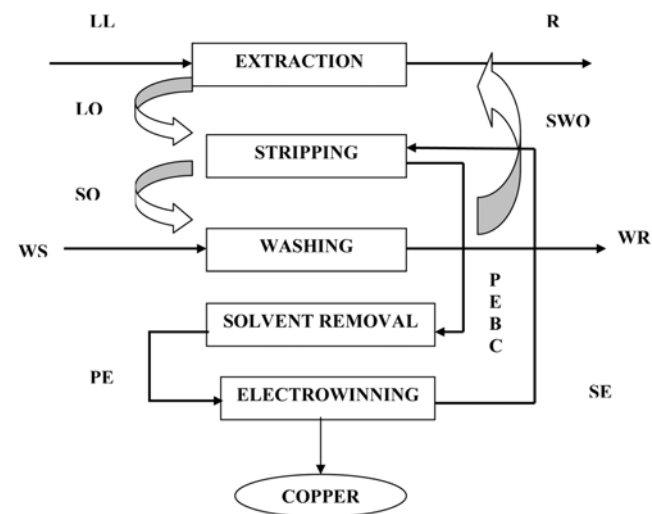 LL
R
EXTRACTION
LO
SWO
STRIPPING
SO
WS
WASHING
WR
P
E
B
C
SOLVENT REMOVAL
PE
ELECTROWINNING
SE
COPPER